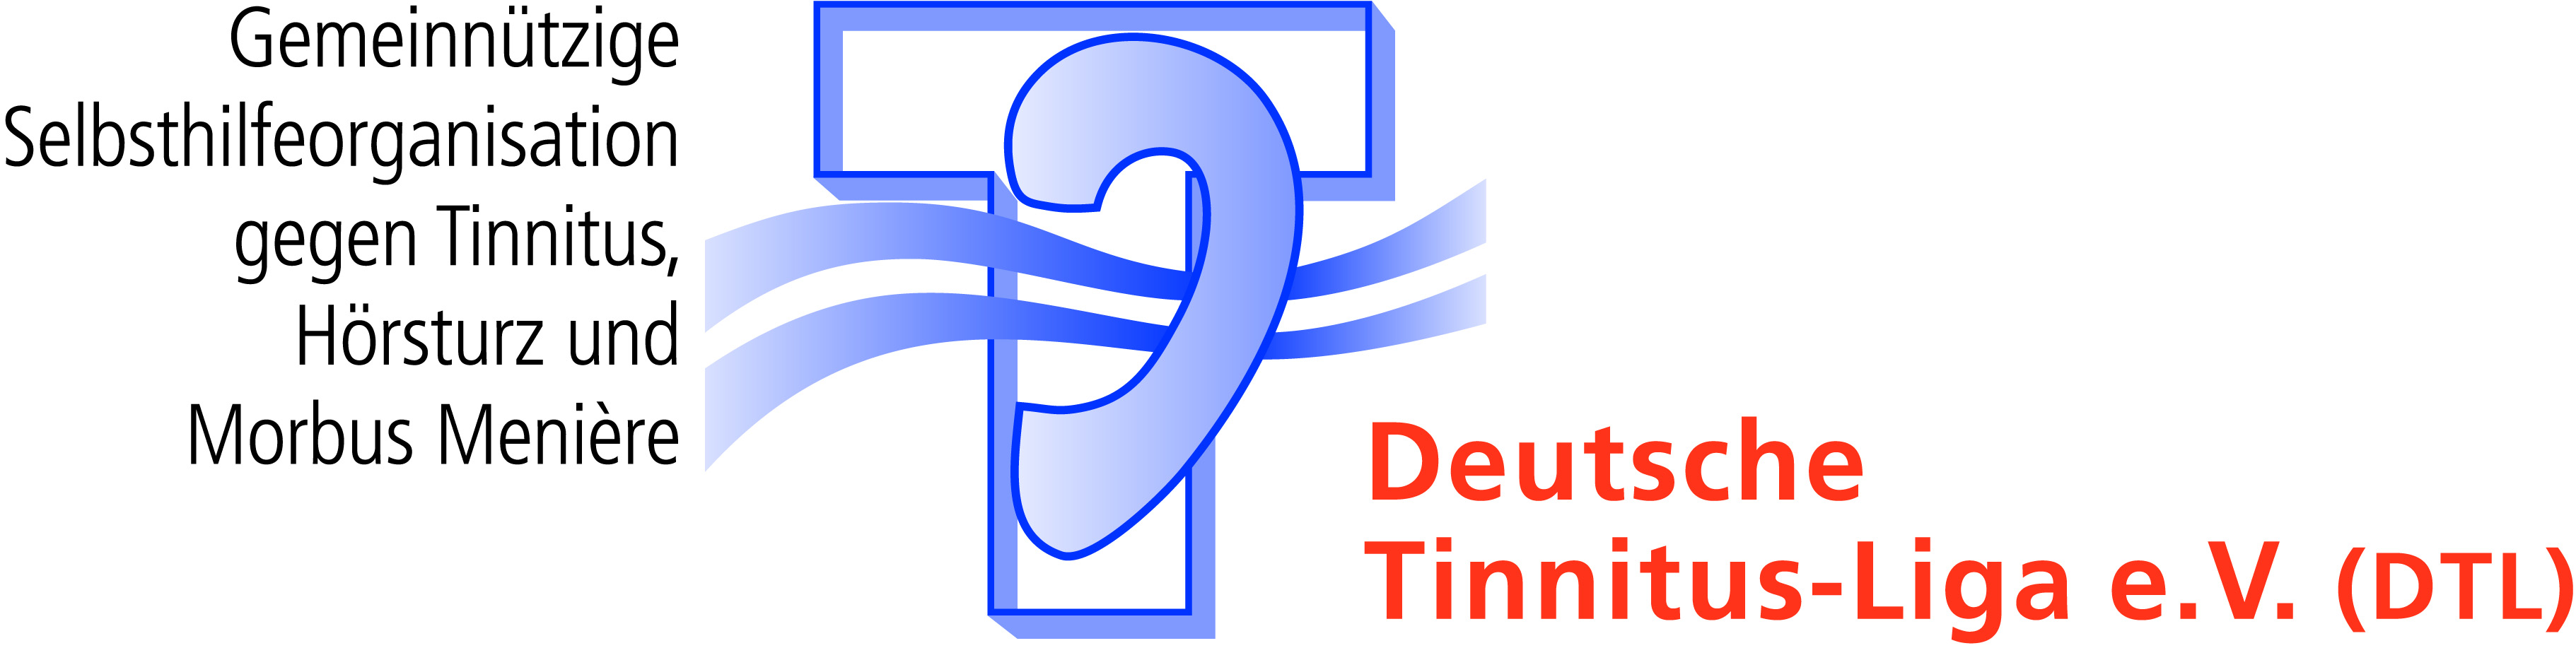 Gemeinnützige
Selbsthilfeorganisation
gegen Tinnitus,
Hörsturz und
Morbus Menière
Deutsche
Tinnitus-Liga e.V. (DTL)